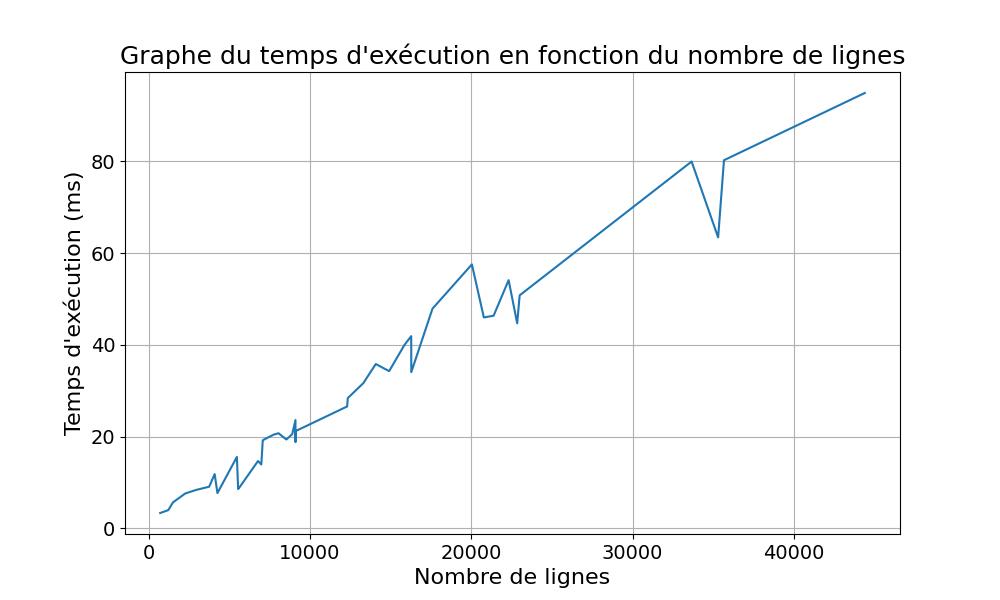 Graphe du temps d'exécution en fonction du nombre de lignes
Temps d'exécution (ms)
80
60
40
20
0
0 10000 20000 30000 40000
Nombre de lignes